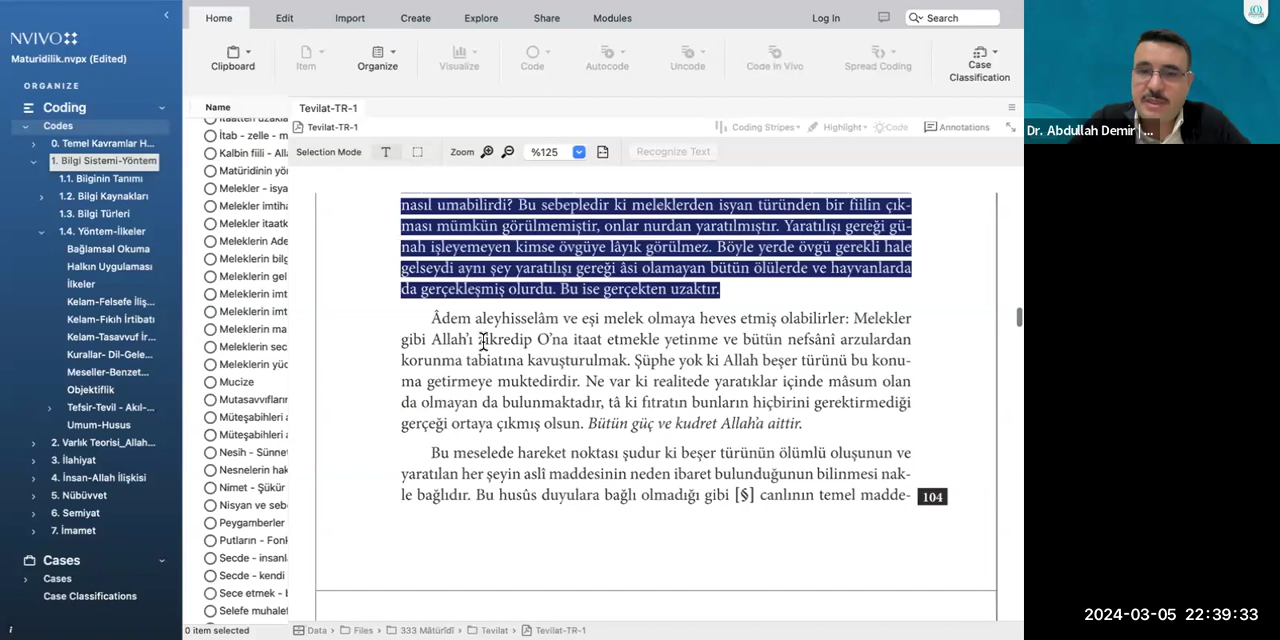 Home Edit Import Create Explore Share Modules Log In Search
NVIVO
Maturidilik.nvpx (Edited)
Clipboard Item Organize Visualize Code Autocode Uncode Code In Vivo Spread Coding Case Classification
ORGANIZE
Coding
Codes
0. Temel Kavramlar H...
1. Bilgi Sistemi-Yöntem
1.1. Bilginin Tanımı
1.2. Bilgi Kaynakları
1.3. Bilgi Türleri
1.4. Yöntem-İlkeler
Bağlamsal Okuma
Halkın Uygulaması
İlkeler
Kelam-Felsefe İliş...
Kelam-Fıkıh İrtibatı
Kelam-Tasavvuf İr...
Kurallar- Dil-Gele...
Meseller-Benzet...
Objektiflik
Tefsir-Tevil - Akıl-...
Umum-Husus
2. Varlık Teorisi_Allah...
3. İlahiyat
4. İnsan-Allah İlişkisi
5. Nübüvvet
6. Semiyat
7. İmamet
Cases
Cases
Case Classifications
Name
İtab - zelle - m
Kalbin fiili - All
Matüridinin yör
Melekler - isya
Melekler imtiha
Melekler itaatk
Meleklerin Ade
Meleklerin bilg
Meleklerin gel
Meleklerin imt
Meleklerin imt
Meleklerin ma
Meleklerin sec
Meleklerin yüc
Mucize
Mutasavvıfların
Müteşabihleri a
Müteşabihleri a
Nesih - Sünnet
Nesnelerin hak
Nimet - Şükür
Nisyan ve seb
Peygamberler
Putların - Fonk
Secde - insanl
Secde - kendi
Sece etmek - b
Selefe muhalef
0 item selected
Tevilat-TR-1
Tevilat-TR-1
Coding Stripes Highlight Code Annotations
Selection Mode T Zoom %125 Recognize Text
nasıl umabilirdi? Bu sebepledir ki meleklerden isyan türünden bir fiilin çık-
ması mümkün görülmemiştir, onlar nurdan yaratılmıştır. Yaratılışı gereği gü-
nah işleyemeyen kimse övgüye lâyık görülmez. Böyle yerde övgü gerekli hale
gelseydi aynı şey yaratılışı gereği âsi olamayan bütün ölülerde ve hayvanlarda
da gerçekleşmiş olurdu. Bu ise gerçekten uzaktır.
Âdem aleyhisselâm ve eşi melek olmaya heves etmiş olabilirler: Melekler
gibi Allah'ı zikredip O'na itaat etmekle yetinme ve bütün nefsânî arzulardan
korunma tabiatına kavuşturulmak. Şüphe yok ki Allah beşer türünü bu konu-
ma getirmeye muktedirdir. Ne var ki realitede yaratıklar içinde mâsum olan
da olmayan da bulunmaktadır, tâ ki fıtratın bunların hiçbirini gerektirmediği
gerçeği ortaya çıkmış olsun. Bütün güç ve kudret Allah'a aittir.
Bu meselede hareket noktası şudur ki beşer türünün ölümlü oluşunun ve
yaratılan her şeyin aslî maddesinin neden ibaret bulunduğunun bilinmesi nak-
le bağlıdır. Bu husûs duyulara bağlı olmadığı gibi [§] canlının temel madde-
104
Data Files 333 Mâtürîdî Tevilat Tevilat-TR-1
Dr. Abdullah Demir | ...
2024-03-05 22:39:33